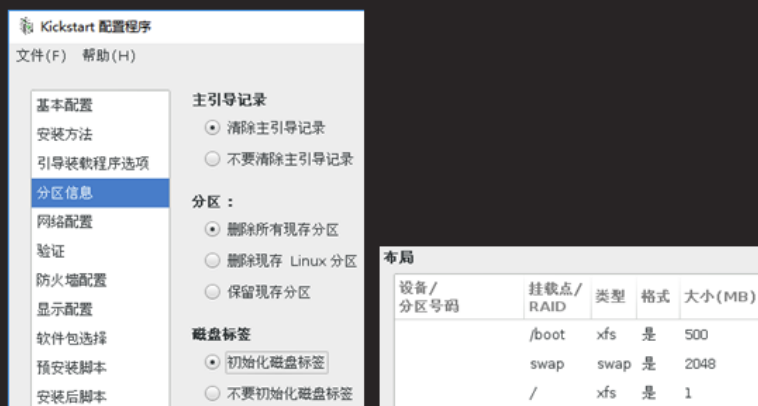 Kickstart 配置程序
文件(F) 帮助(H)
基本配置
安装方法
引导装载程序选项
分区信息
网络配置
验证
防火墙配置
显示配置
软件包选择
预安装脚本
安装后脚本
主引导记录
清除主引导记录
不要清除主引导记录
分区：
删除所有现存分区
删除现存 Linux 分区
保留现存分区
磁盘标签
初始化磁盘标签
不要初始化磁盘标签
布局
设备/
分区号码
挂载点/
RAID
类型
格式
大小(MB)
/boot xfs 是 500
swap swap 是 2048
/ xfs 是 1